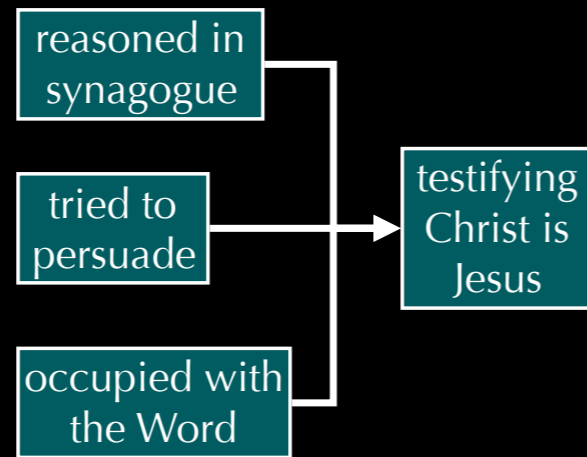 reasoned in
synagogue
tried to
persuade
occupied with
the Word
testifying
Christ is
Jesus